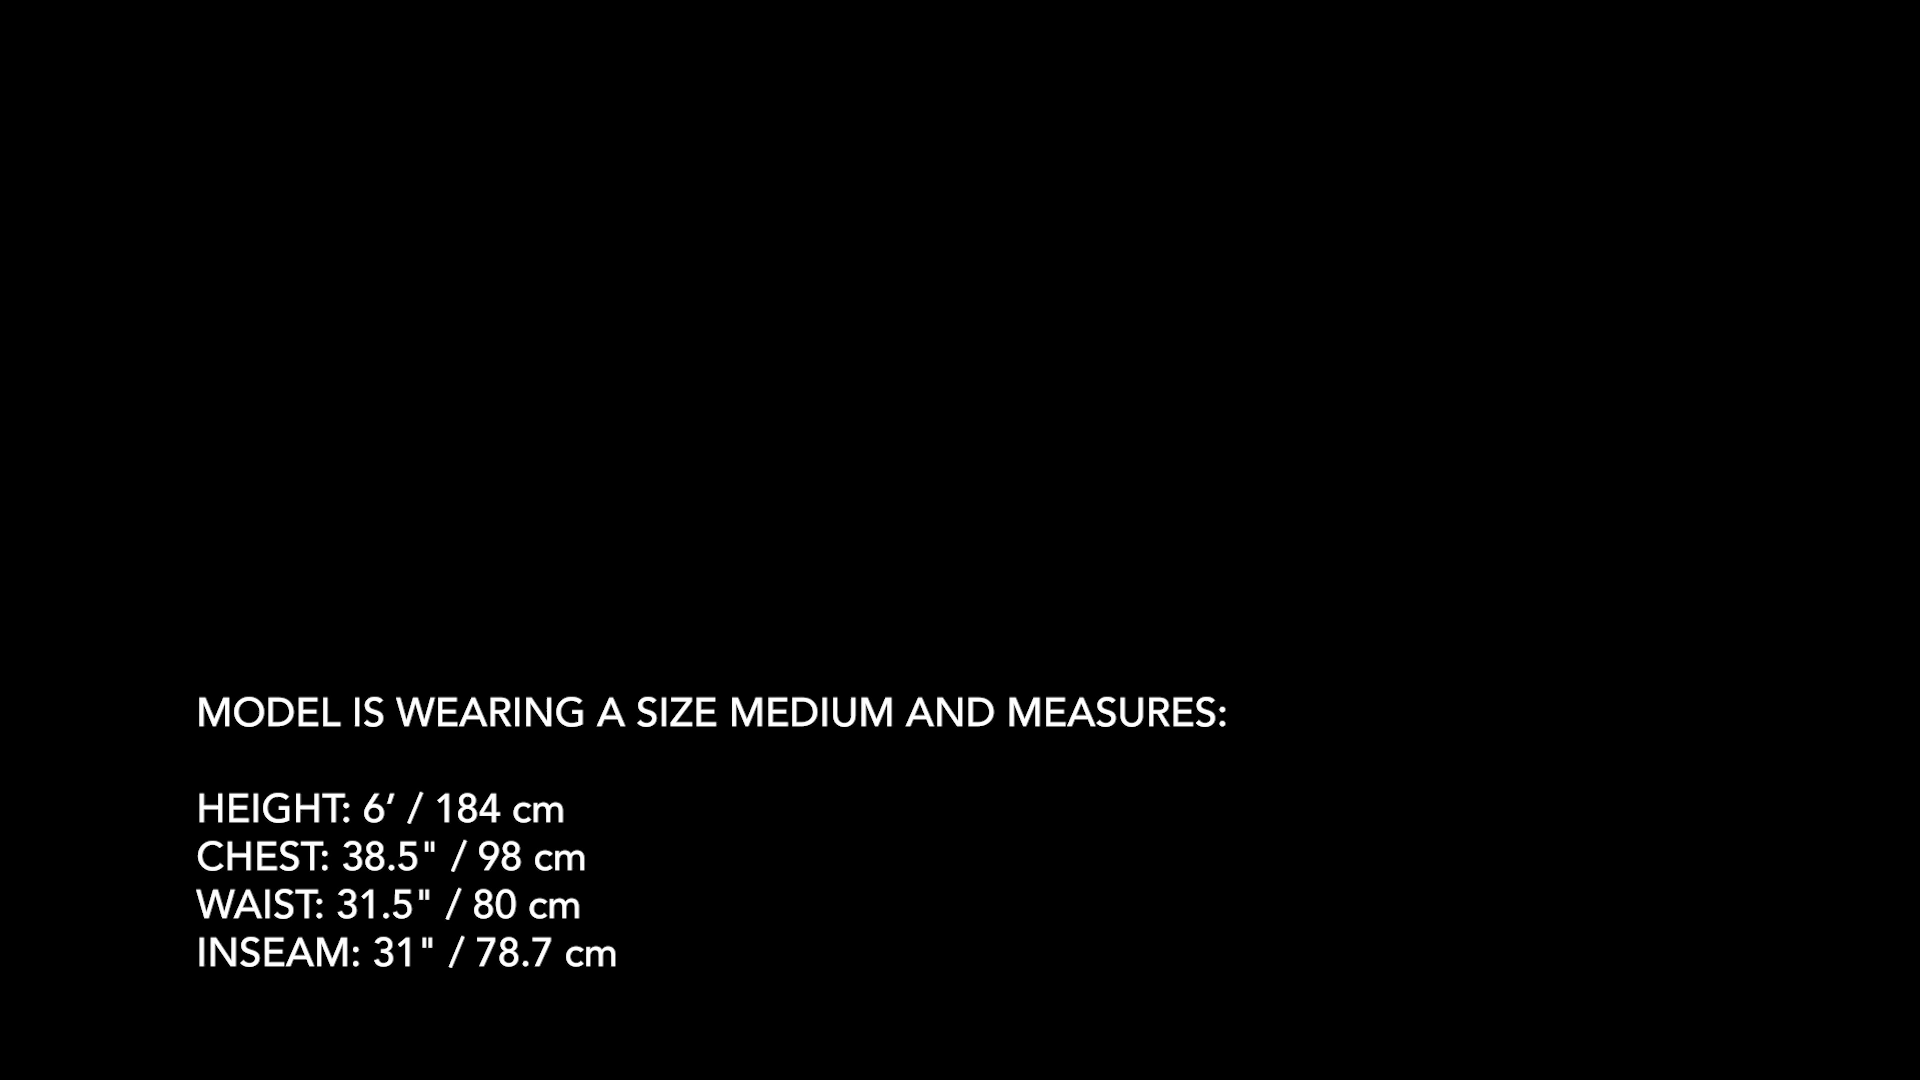 MODEL IS WEARING A SIZE MEDIUM AND MEASURES:
HEIGHT: 6’ / 184 cm
CHEST: 38.5" / 98 cm
WAIST: 31.5" / 80 cm
INSEAM: 31" / 78.7 cm